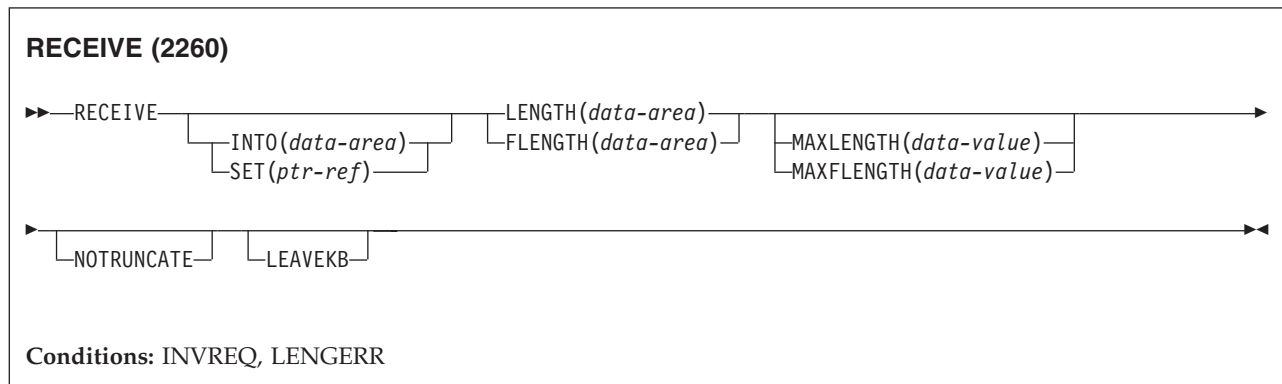 RECEIVE (2260)
RECEIVE LENGTH(data-area)
INTO(data-area) FLENGTH(data-area) MAXLENGTH(data-value)
SET(ptr-ref) MAXFLENGTH(data-value)
NOTRUNCATE LEAVEKB
Conditions: INVREQ, LENGERR